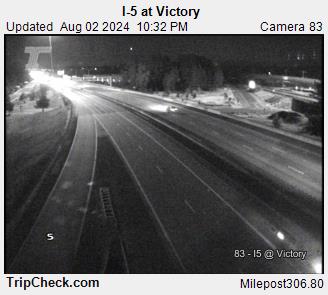 I-5 at Victory
Updated Aug 02 2024 10:32 PM Camera 83
S
83 - I5 @ Victory
TripCheck.com Milepost306.80